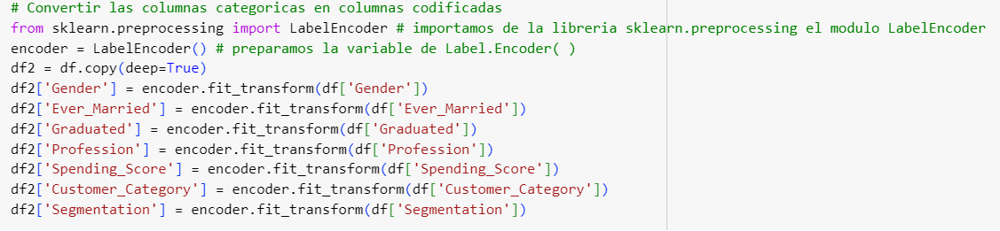 # Convertir las columnas categoricas en columnas codificadas
from sklearn.preprocessing import LabelEncoder # importamos de la libreria sklearn.preprocessing el modulo LabelEncoder
encoder = LabelEncoder() # preparamos la variable de Label.Encoder( )
df2 = df.copy(deep=True)
df2['Gender'] = encoder.fit_transform(df['Gender'])
df2['Ever_Married'] = encoder.fit_transform(df['Ever_Married'])
df2['Graduated'] = encoder.fit_transform(df['Graduated'])
df2['Profession'] = encoder.fit_transform(df['Profession'])
df2['Spending_Score'] = encoder.fit_transform(df['Spending_Score'])
df2['Customer_Category'] = encoder.fit_transform(df['Customer_Category'])
df2['Segmentation'] = encoder.fit_transform(df['Segmentation'])